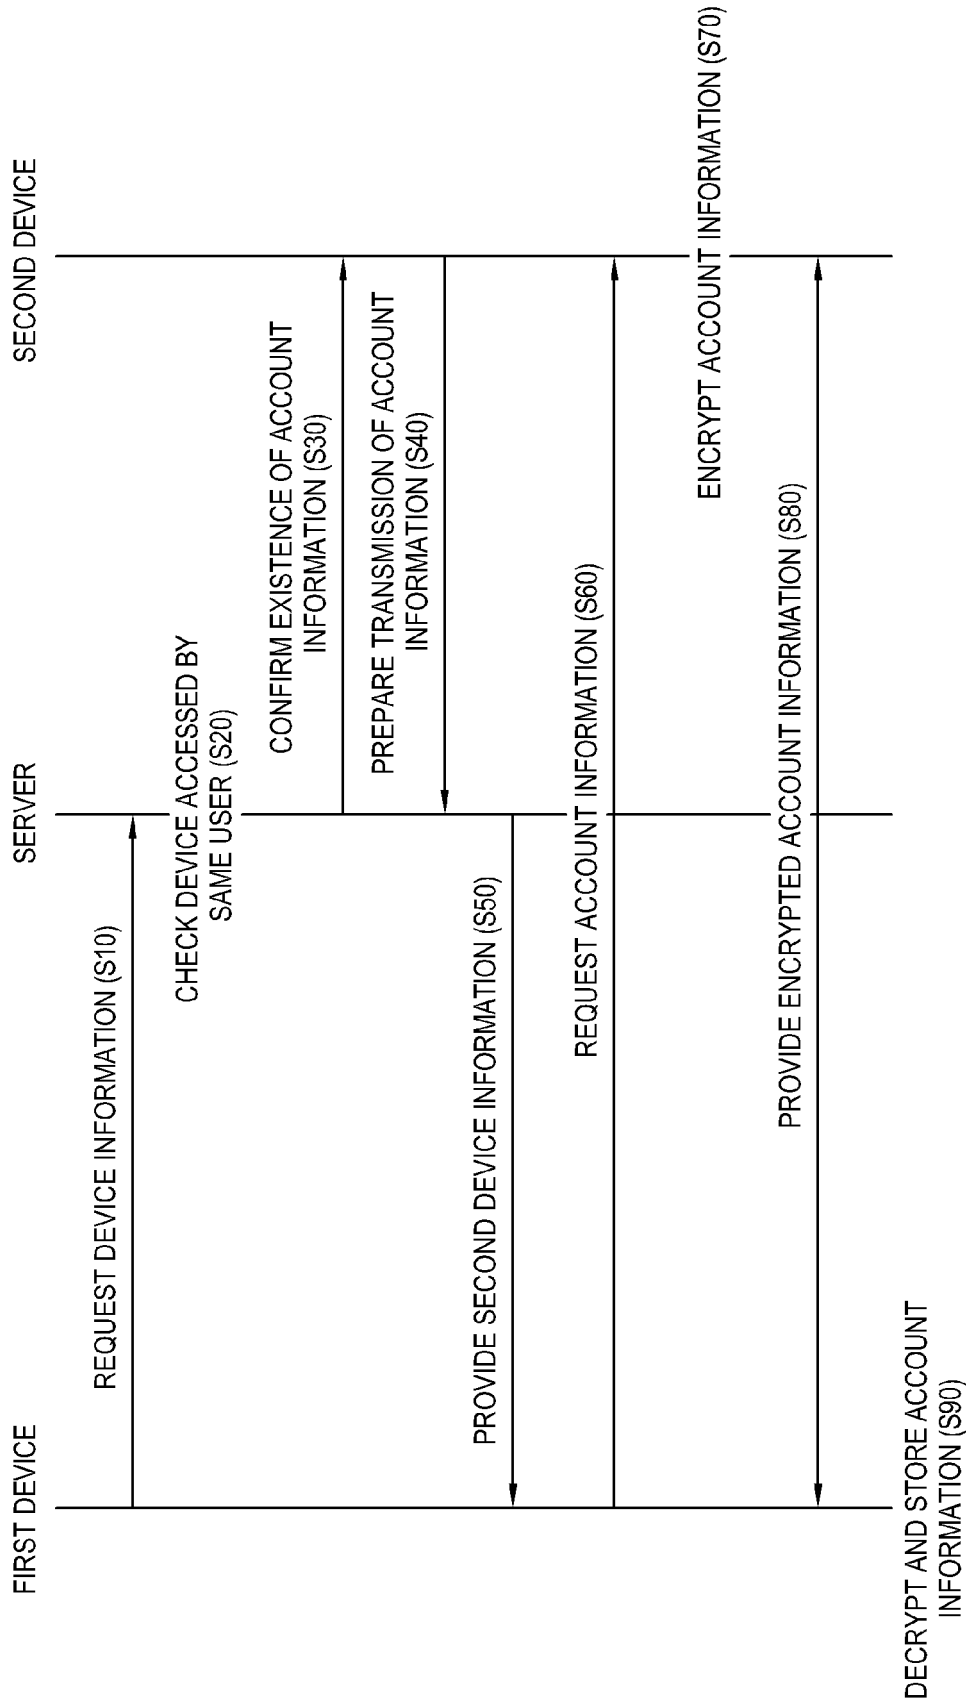 FIRST DEVICE
SERVER
SECOND DEVICE
REQUEST DEVICE INFORMATION (S10)
CHECK DEVICE ACCESSED BY
SAME USER (S20)
CONFIRM EXISTENCE OF ACCOUNT
INFORMATION (S30)
PREPARE TRANSMISSION OF ACCOUNT
INFORMATION (S40)
PROVIDE SECOND DEVICE INFORMATION (S50)
REQUEST ACCOUNT INFORMATION (S60)
ENCRYPT ACCOUNT INFORMATION (S70)
PROVIDE ENCRYPTED ACCOUNT INFORMATION (S80)
DECRYPT AND STORE ACCOUNT
INFORMATION (S90)